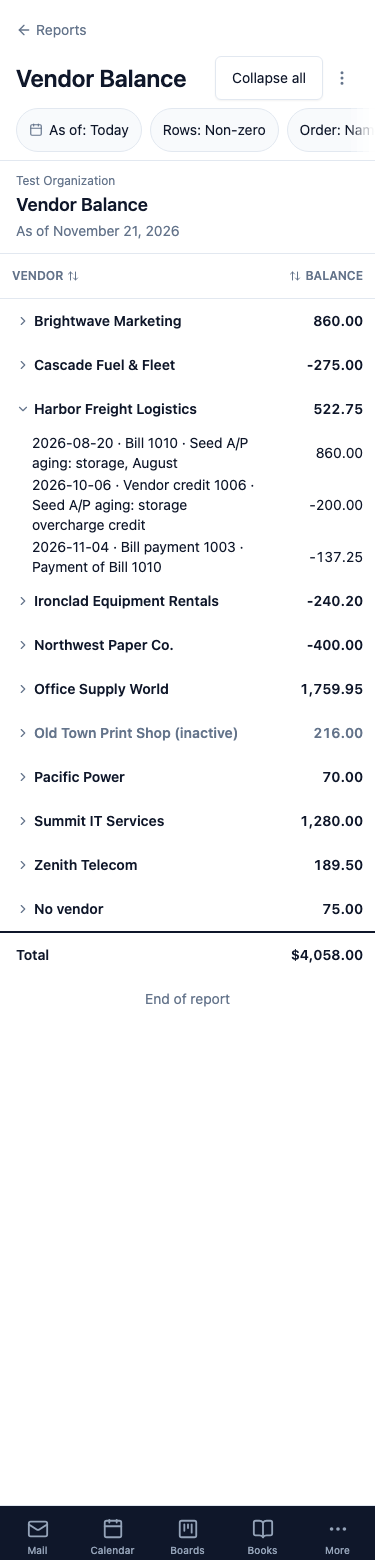 Reports
Vendor Balance
Collapse all
As of: Today
Rows: Non-zero
Order: Nam
Test Organization
Vendor Balance
As of November 21, 2026
VENDOR
BALANCE
Brightwave Marketing 860.00
Cascade Fuel & Fleet -275.00
Harbor Freight Logistics 522.75
2026-08-20 · Bill 1010 · Seed A/P
aging: storage, August 860.00
2026-10-06 · Vendor credit 1006 ·
Seed A/P aging: storage -200.00
overcharge credit
2026-11-04 · Bill payment 1003 ·
Payment of Bill 1010 -137.25
Ironclad Equipment Rentals -240.20
Northwest Paper Co. -400.00
Office Supply World 1,759.95
Old Town Print Shop (inactive) 216.00
Pacific Power 70.00
Summit IT Services 1,280.00
Zenith Telecom 189.50
No vendor 75.00
Total $4,058.00
End of report
Mail
Calendar
Boards
Books
More